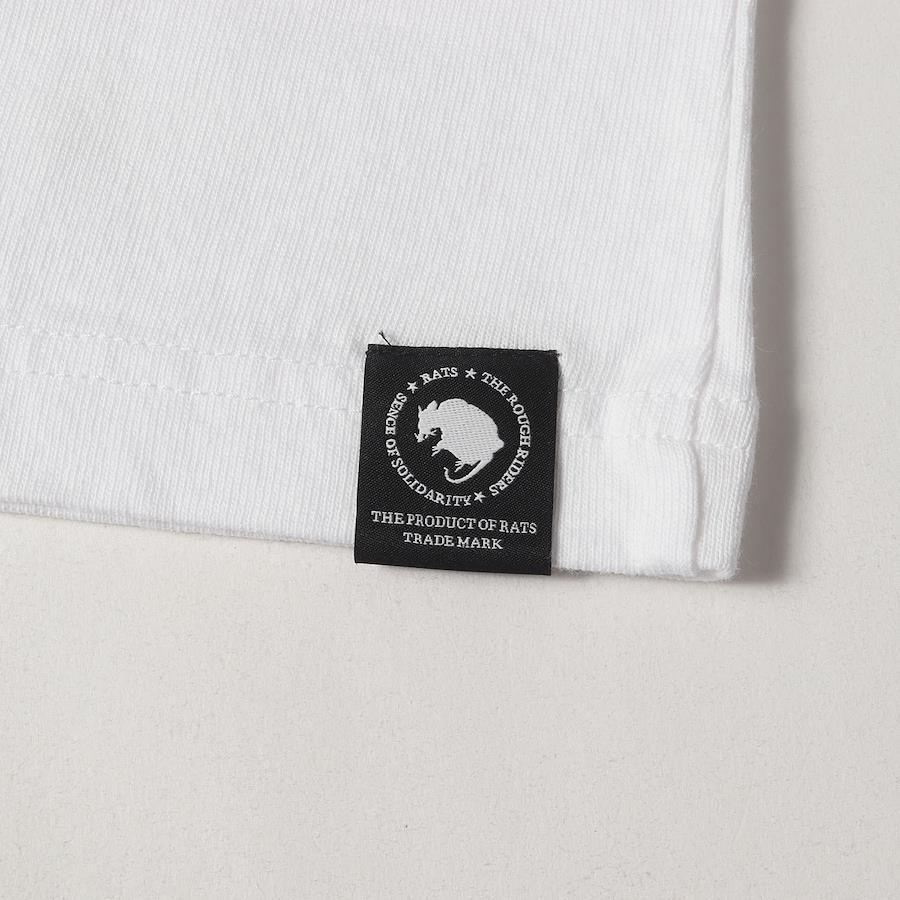 ★ RATS ★ THE ROUGH RIDERS ★ SENCE OF SOLIDARITY
THE PRODUCT OF RATS
TRADE MARK